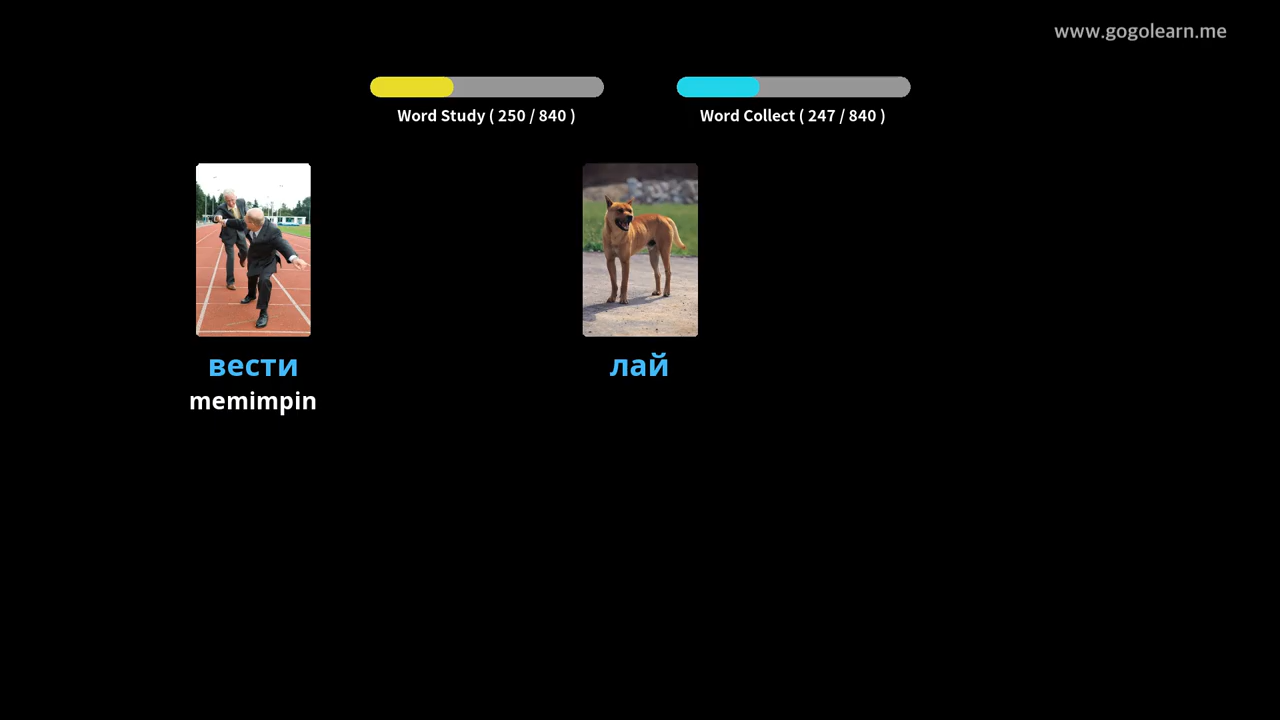 www.gogolearn.me
Word Study ( 250 / 840 )
Word Collect ( 247 / 840 )
вести
memimpin
лай